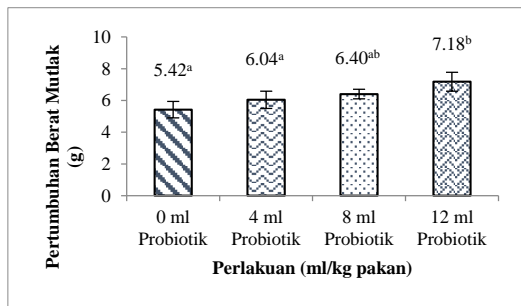 Pertumbuhan Berat Mutlak
(g)
10
8
6
4
2
0
5.42ᵃ
6.04ᵃ
6.40ᵃᵇ
7.18ᵇ
0 ml
Probiotik
4 ml
Probiotik
8 ml
Probiotik
12 ml
Probiotik
Perlakuan (ml/kg pakan)